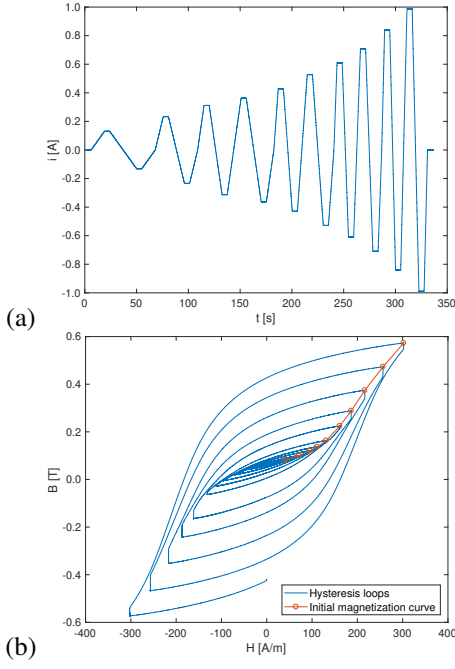 1.0
0.8
0.6
0.4
0.2
0.0
-0.2
-0.4
-0.6
-0.8
-1.0
i [A]
0 50 100 150 200 250 300 350
t [s]
(a)
0.6
0.4
0.2
0.0
-0.2
-0.4
-0.6
B [T]
Hysteresis loops
Initial magnetization curve
-400 -300 -200 -100 0 100 200 300 400
H [A/m]
(b)